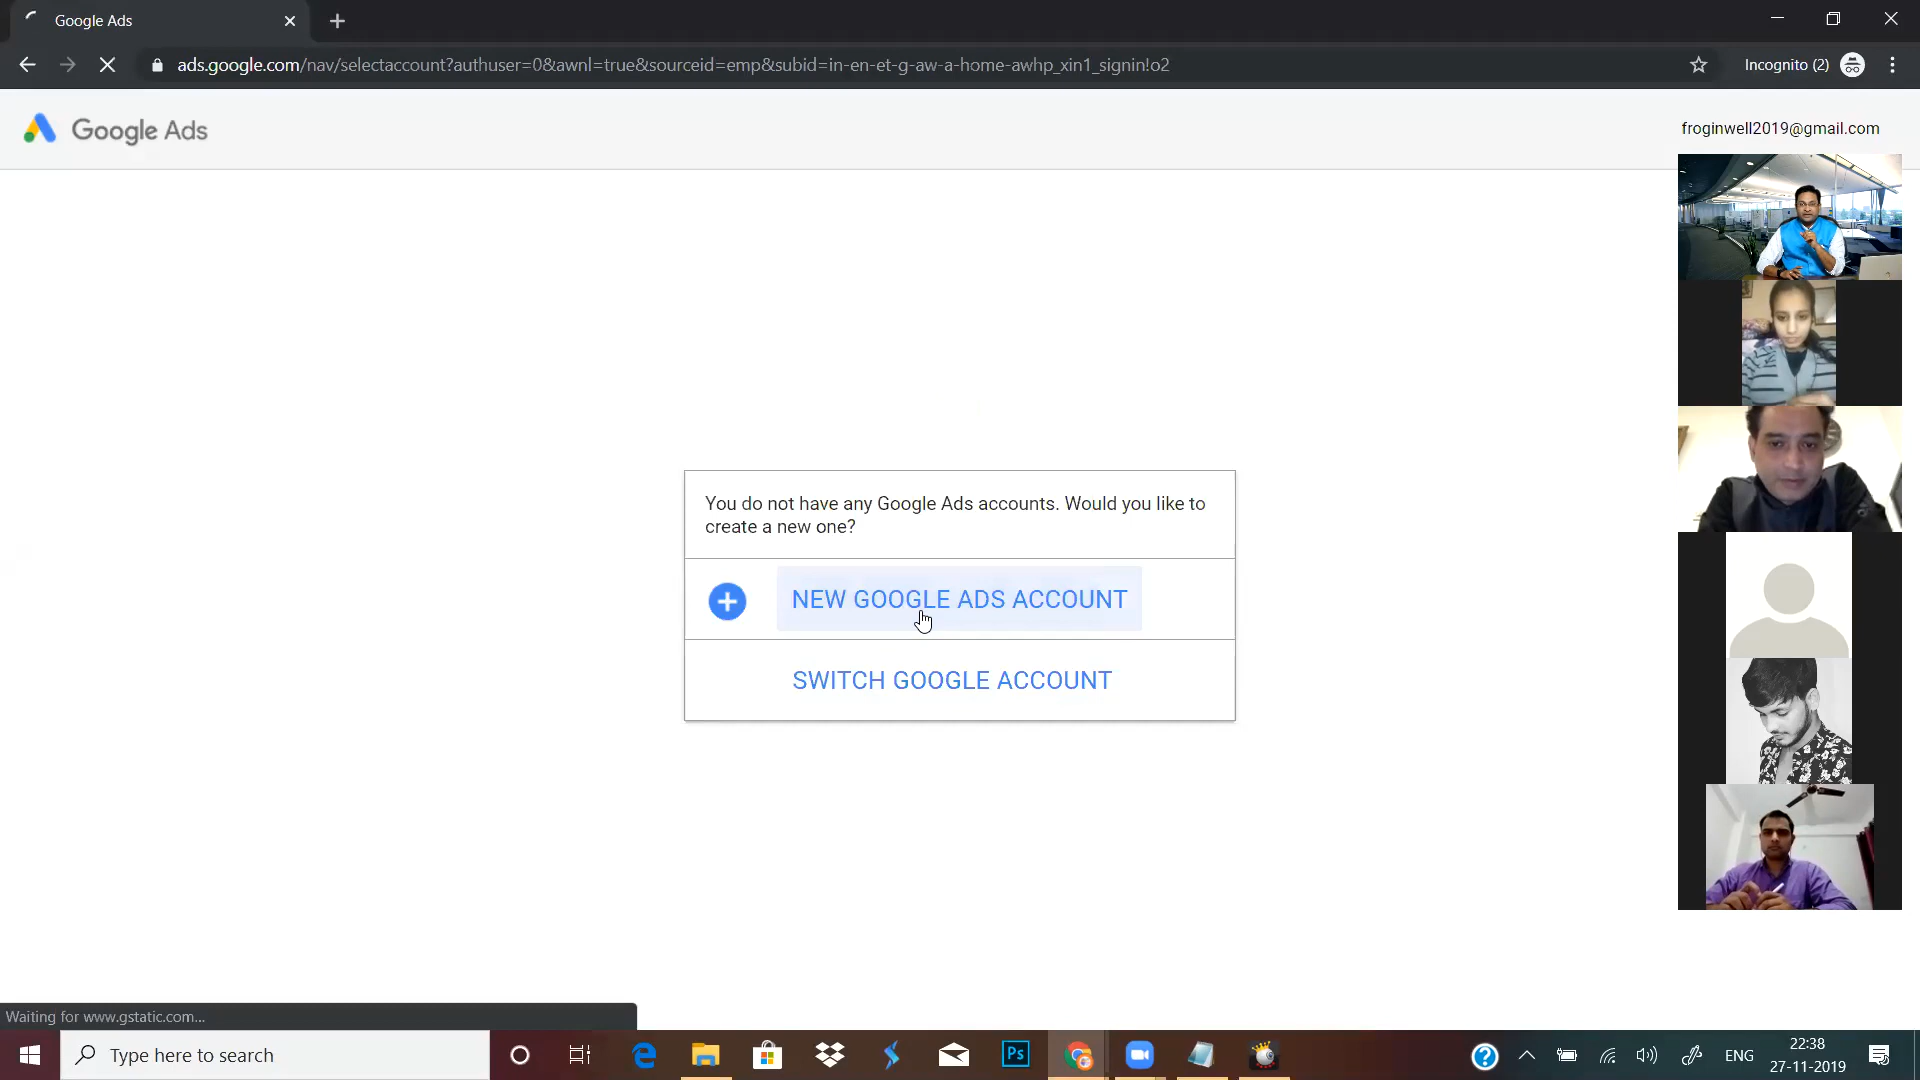 Google Ads
ads.google.com/nav/selectaccount?authuser=0&awnl=true&sourceid=emp&subid=in-en-et-g-aw-a-home-awhp_xin1_signin!o2
Incognito (2)
Google Ads
froginwell2019@gmail.com
You do not have any Google Ads accounts. Would you like to
create a new one?
NEW GOOGLE ADS ACCOUNT
SWITCH GOOGLE ACCOUNT
Waiting for www.gstatic.com...
Type here to search
Ps
ENG
22:38
27-11-2019